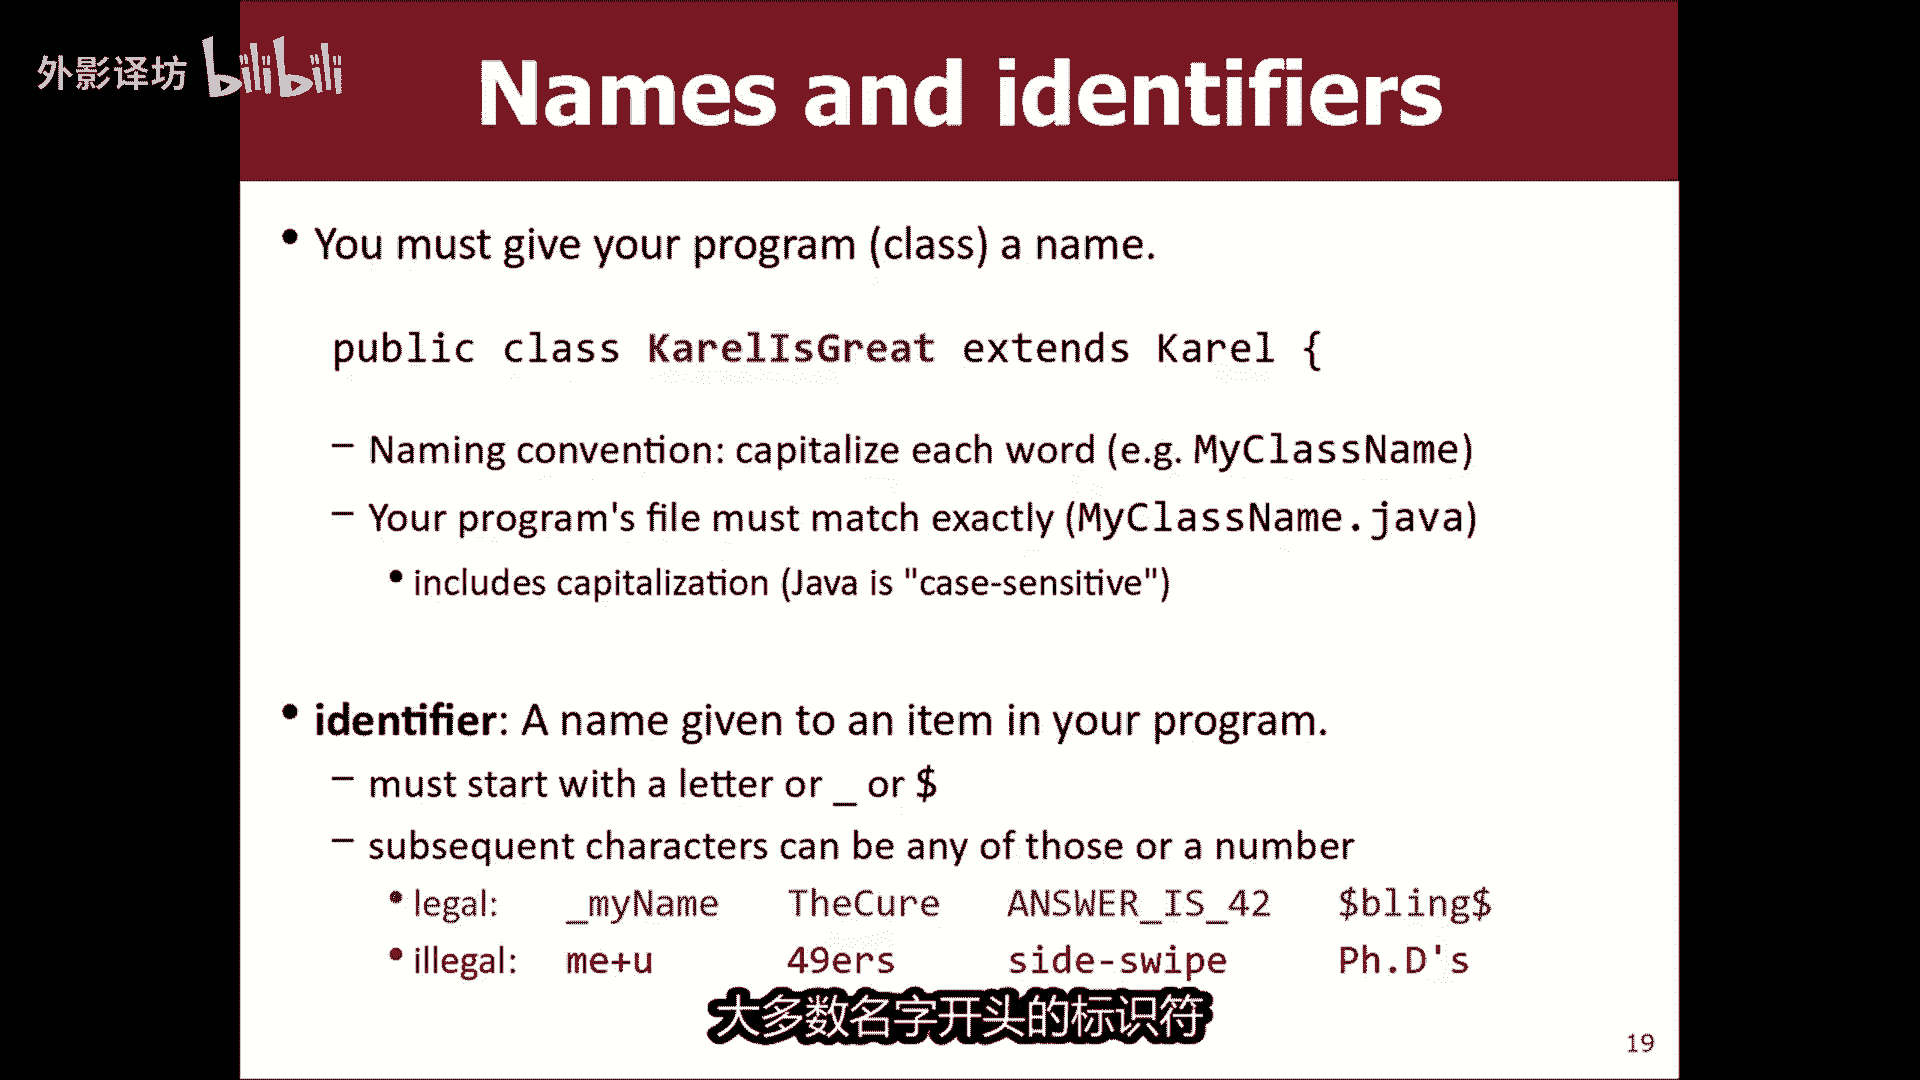 外影译坊 bilibili
Names and identifiers
• You must give your program (class) a name.
public class KarelIsGreat extends Karel {
– Naming convention: capitalize each word (e.g. MyClassName)
– Your program's file must match exactly (MyClassName.java)
• includes capitalization (Java is "case-sensitive")
• identifier: A name given to an item in your program.
– must start with a letter or _ or $
– subsequent characters can be any of those or a number
• legal: _myName TheCure ANSWER_IS_42 $bling$
• illegal: me+u 49ers side-swipe Ph.D's
大多数名字开头的标识符
19